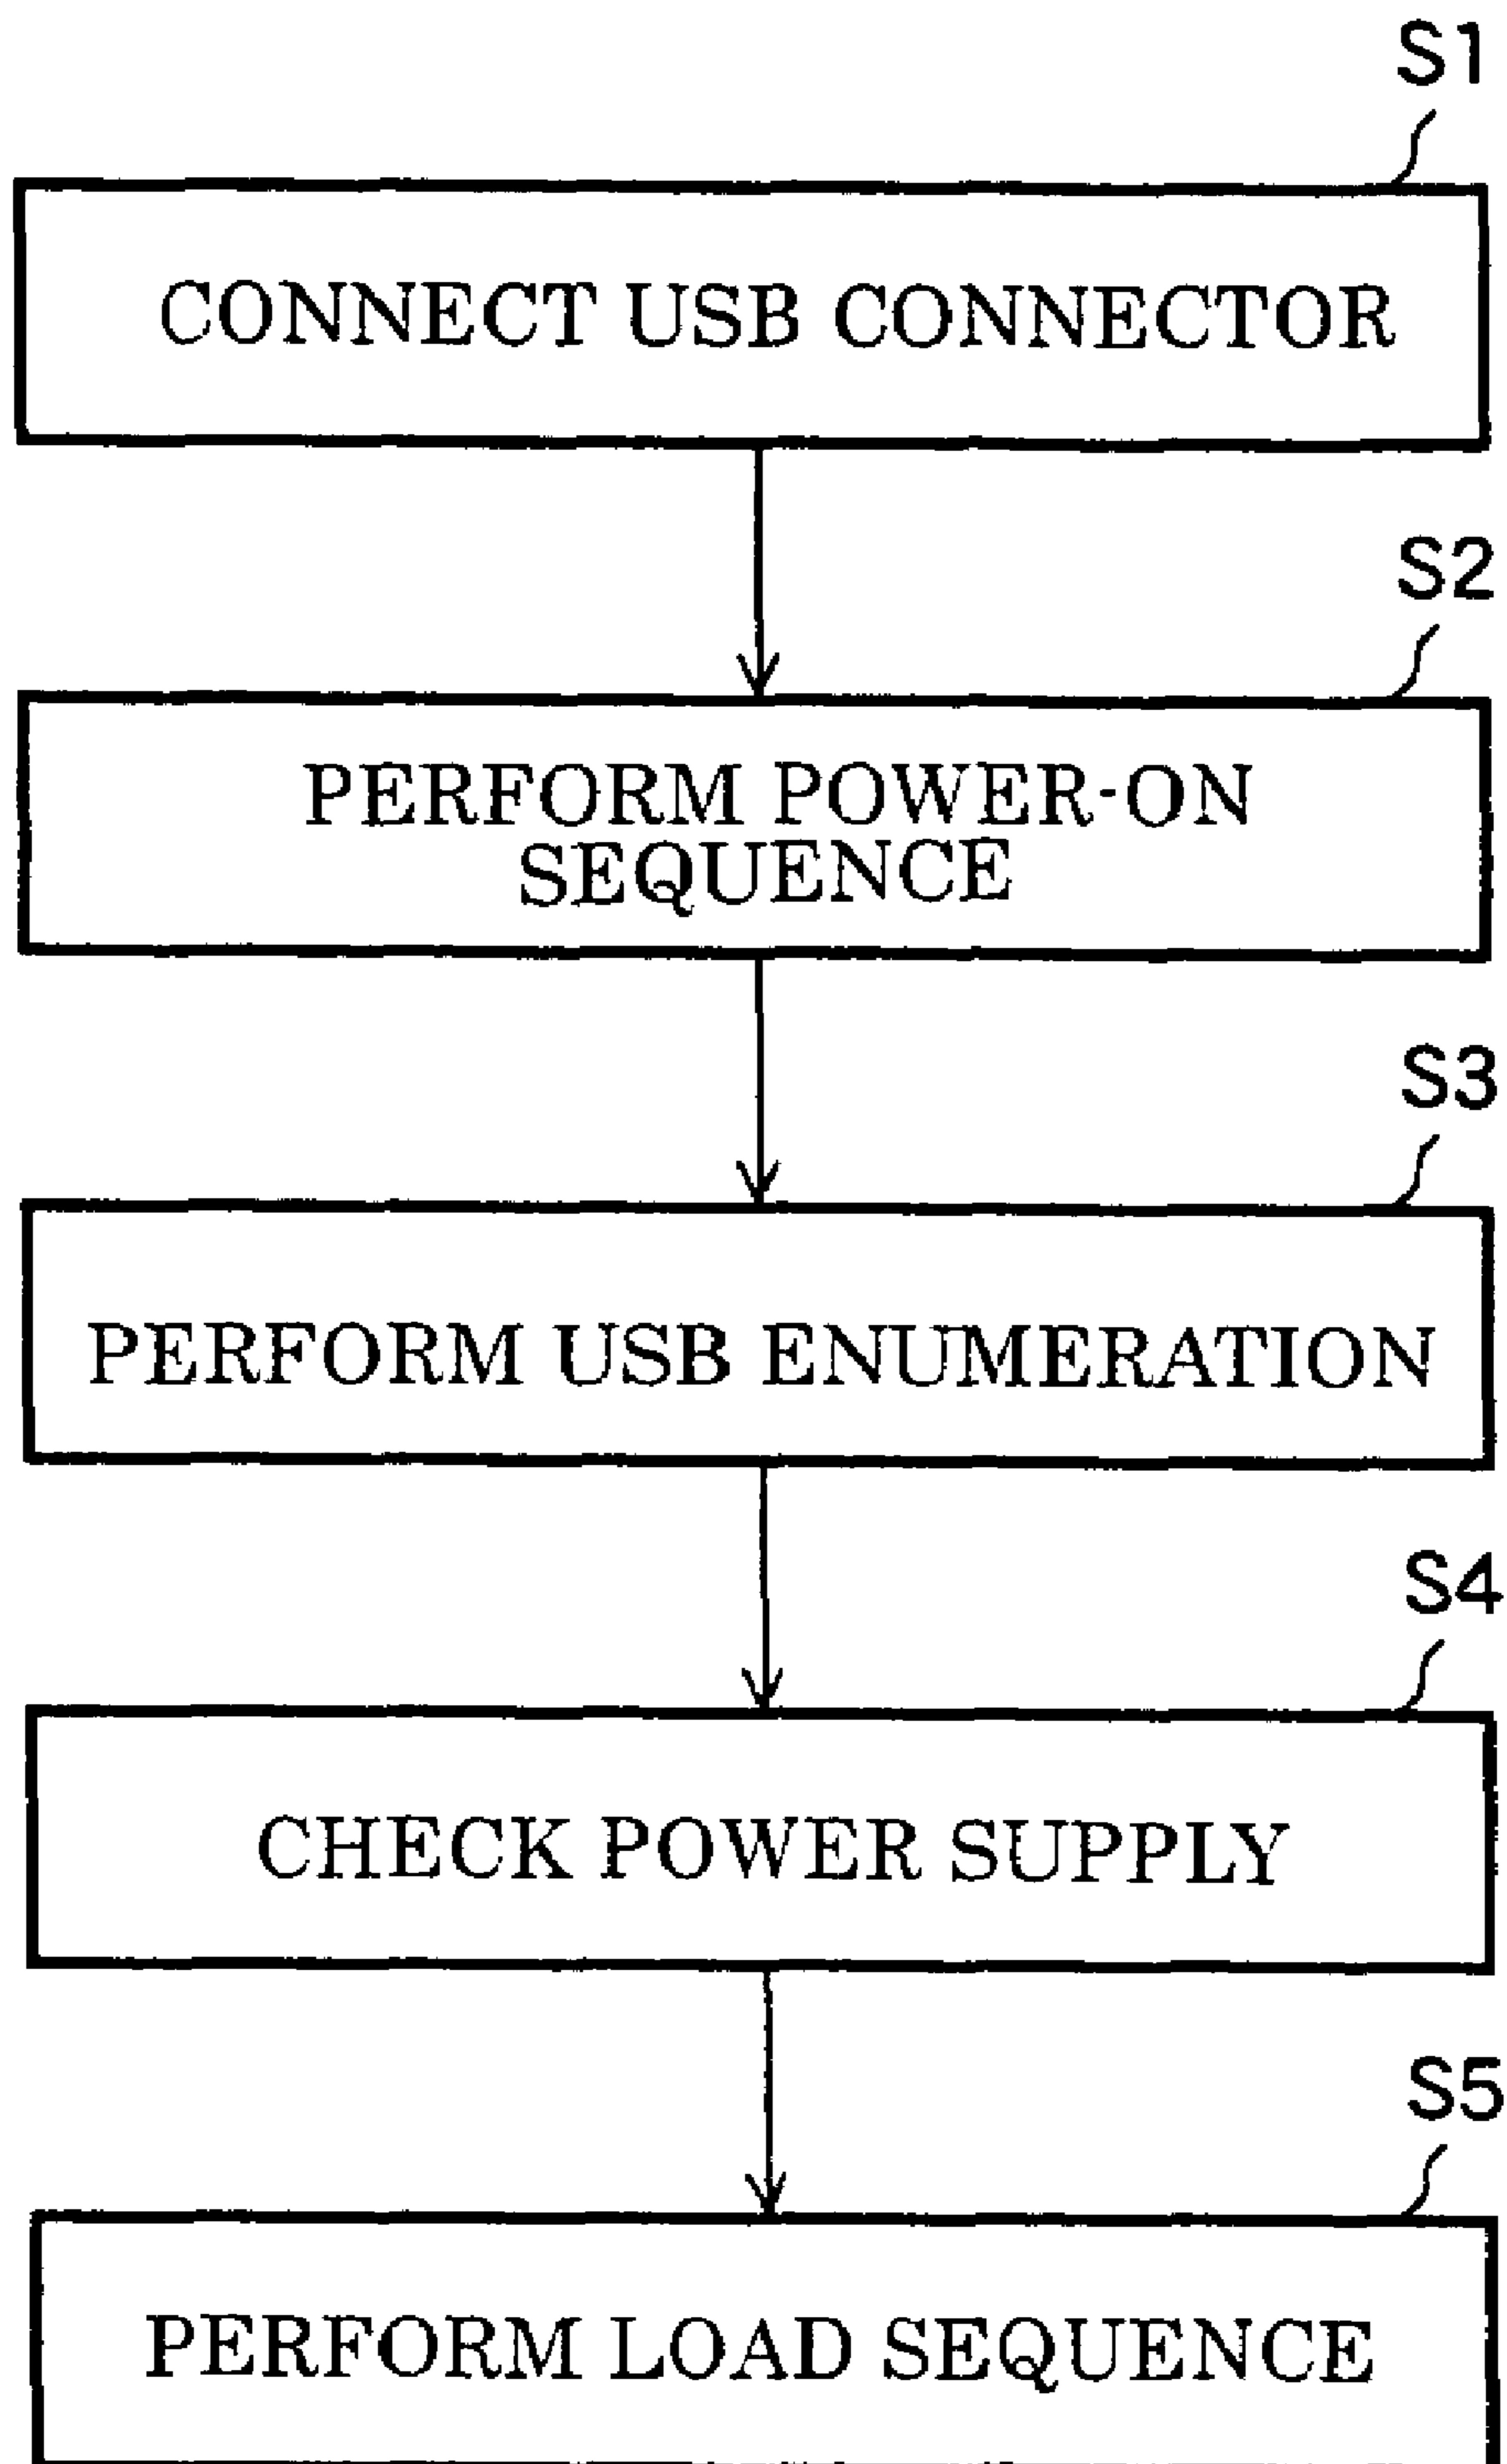 S1
CONNECT USB CONNECTOR
S2
PERFORM POWER-ON
SEQUENCE
S3
PERFORM USB ENUMERATION
S4
CHECK POWER SUPPLY
S5
PERFORM LOAD SEQUENCE